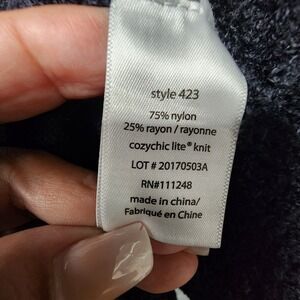 style 423
75% nylon
25% rayon / rayonne
cozychic lite® knit
LOT # 20170503A
RN#111248
made in china/
Fabriqué en Chine